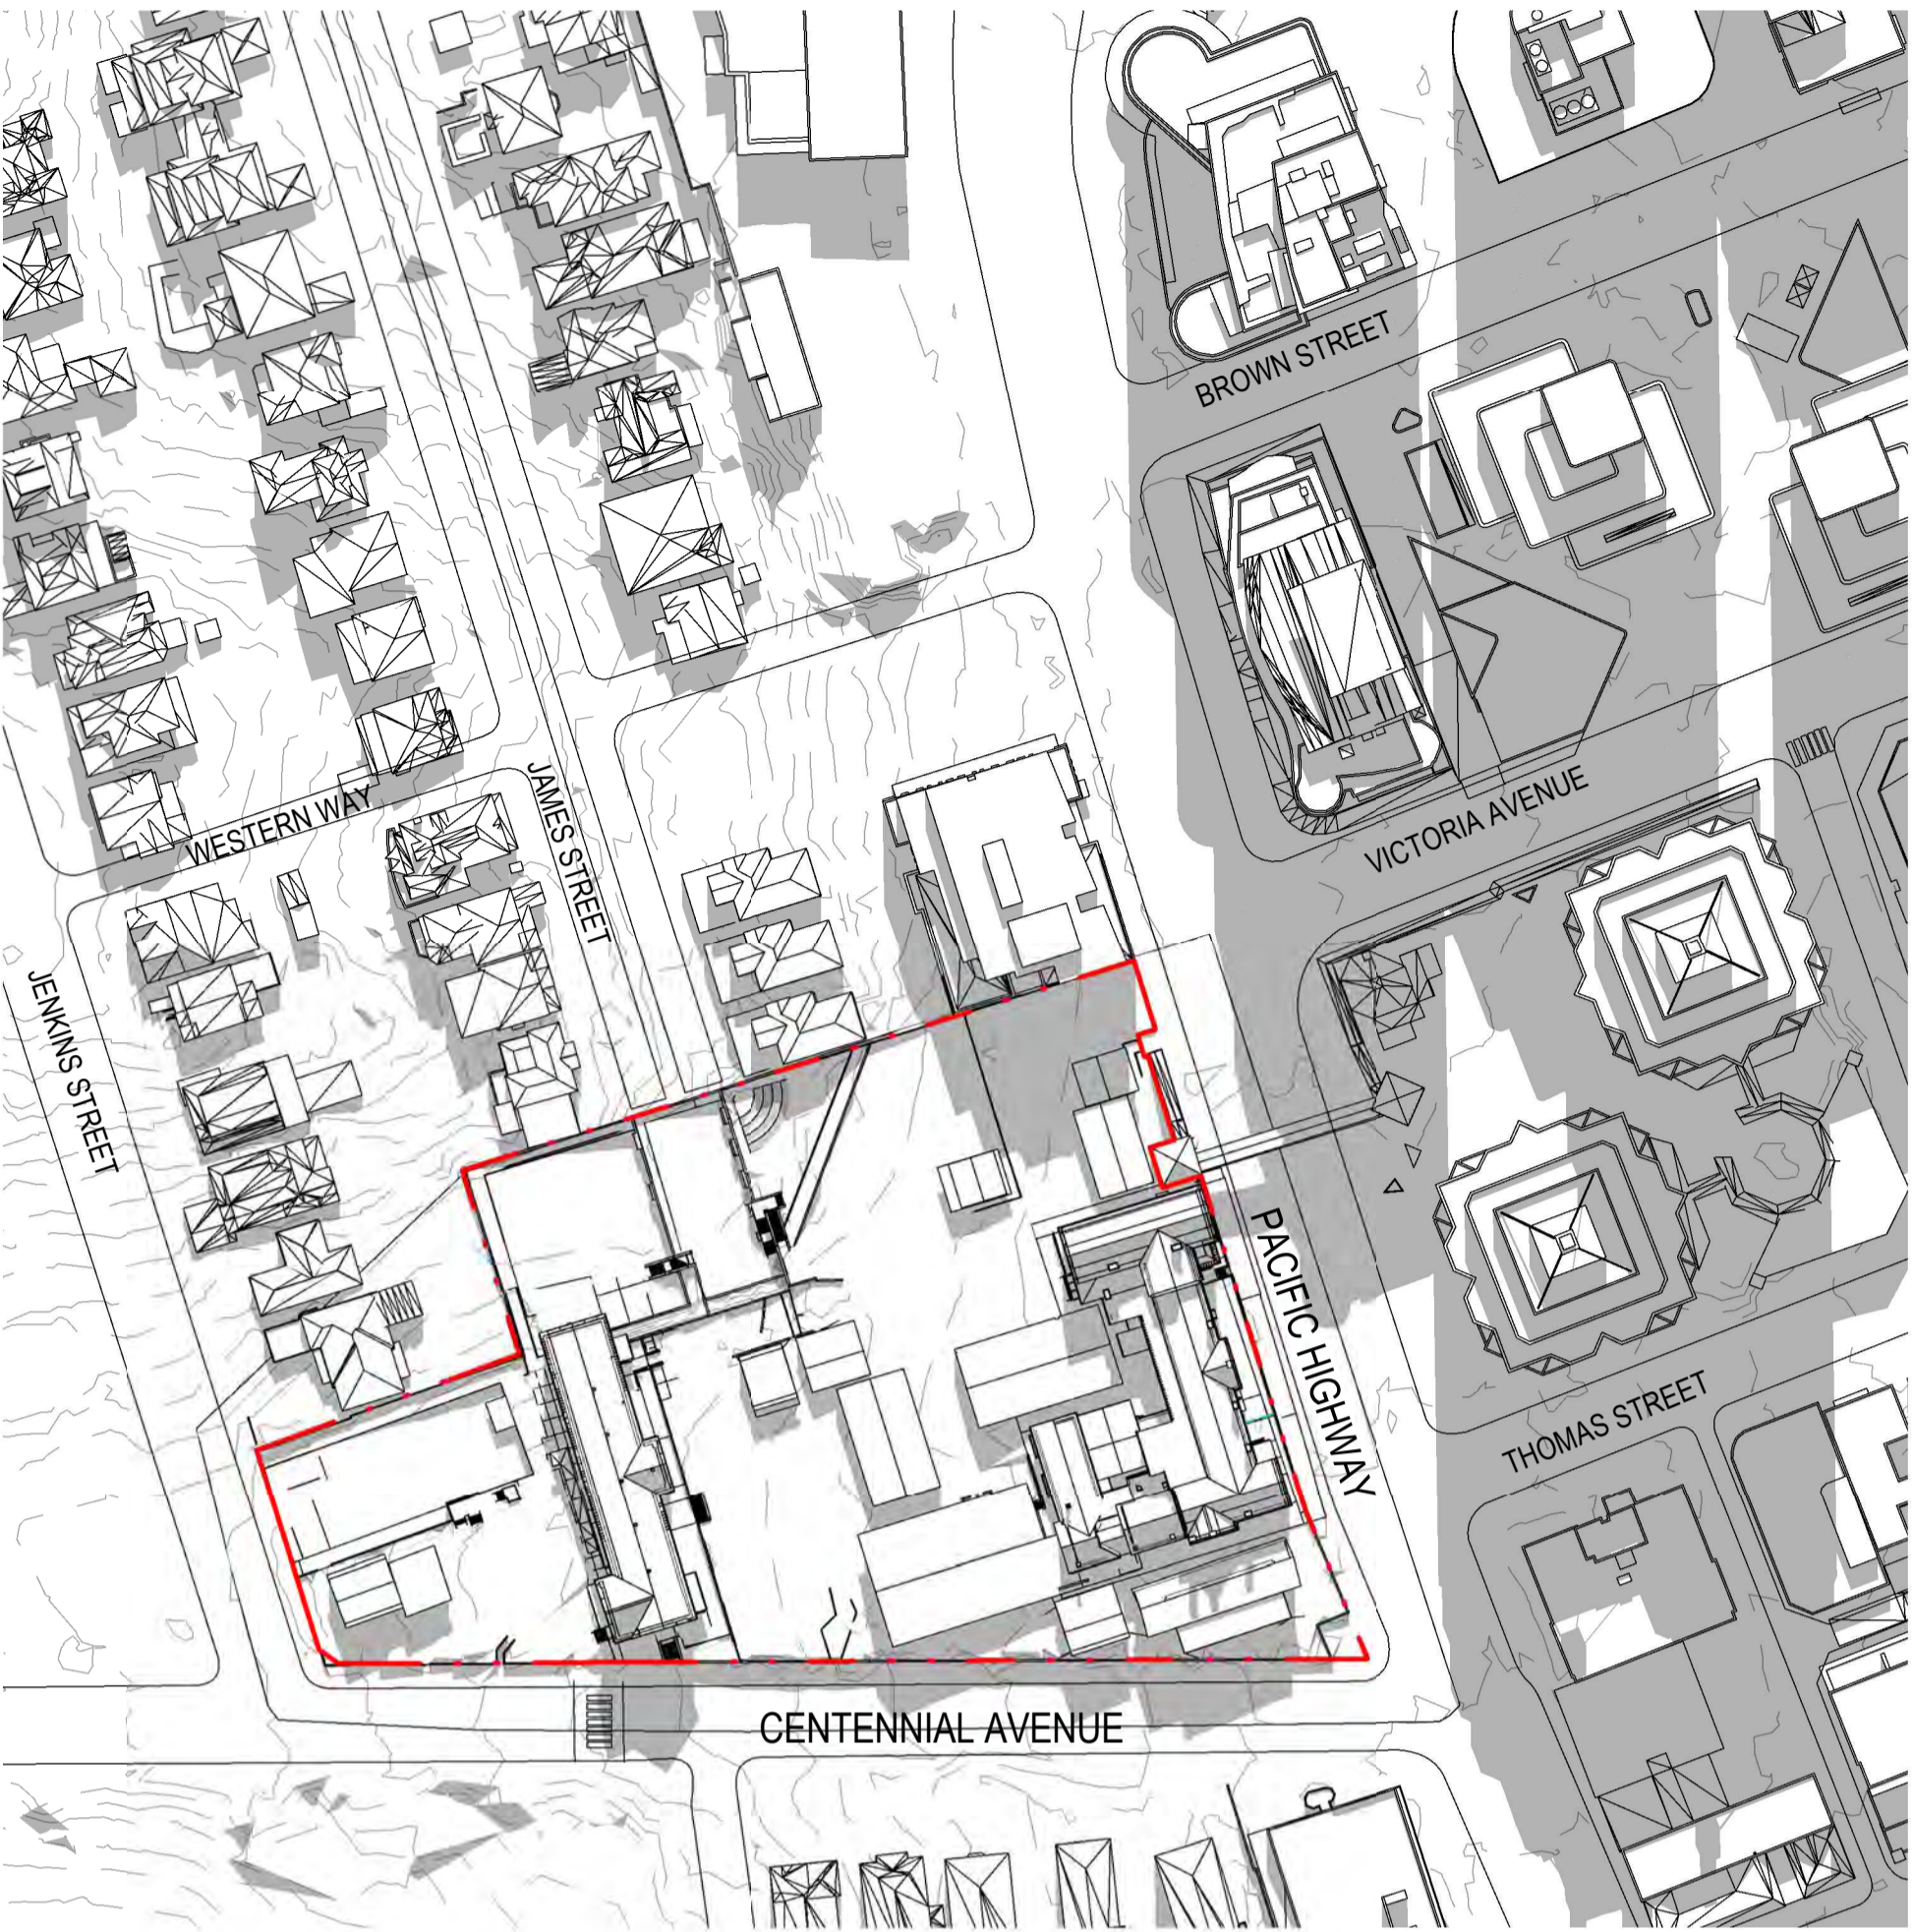 BROWN STREET
VICTORIA AVENUE
WESTERN WAY
JAMES STREET
JENKINS STREET
PACIFIC HIGHWAY
THOMAS STREET
CENTENNIAL AVENUE